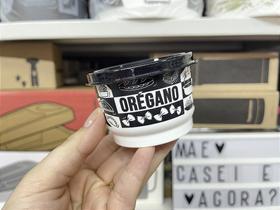 ORÉGANO
MAE ♥
CASEI E
♥ AGORA?